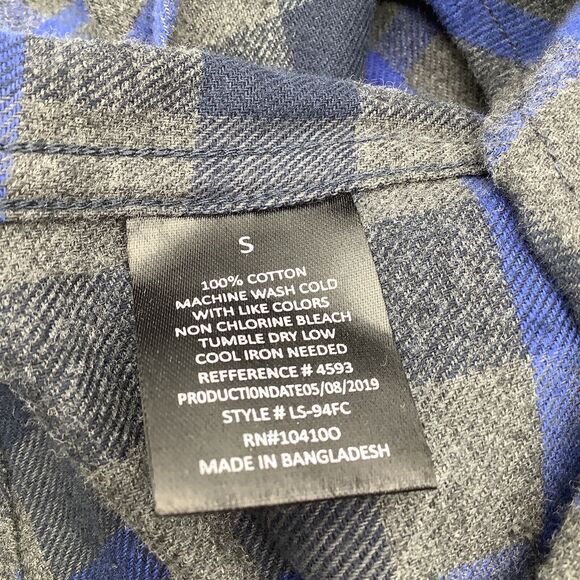 S
100% COTTON
MACHINE WASH COLD
WITH LIKE COLORS
NON CHLORINE BLEACH
TUMBLE DRY LOW
COOL IRON NEEDED
REFFERENCE # 4593
PRODUCTIONDATE05/08/2019
STYLE # LS-94FC
RN#104100
MADE IN BANGLADESH